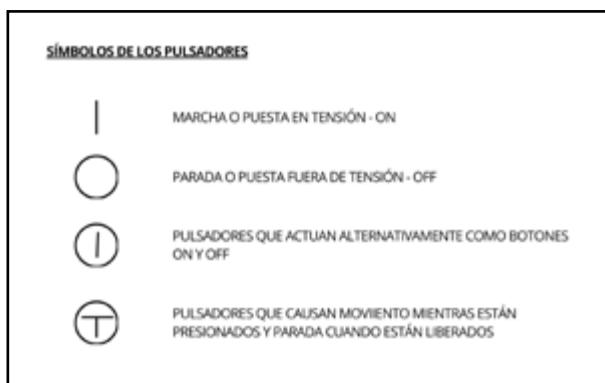 SÍMBOLOS DE LOS PULSADORES
MARCHA O PUESTA EN TENSIÓN - ON
PARADA O PUESTA FUERA DE TENSIÓN - OFF
PULSADORES QUE ACTUAN ALTERNATIVAMENTE COMO BOTONES
ON Y OFF
PULSADORES QUE CAUSAN MOVIIENTO MIENTRAS ESTÁN
PRESIONADOS Y PARADA CUANDO ESTÁN LIBERADOS